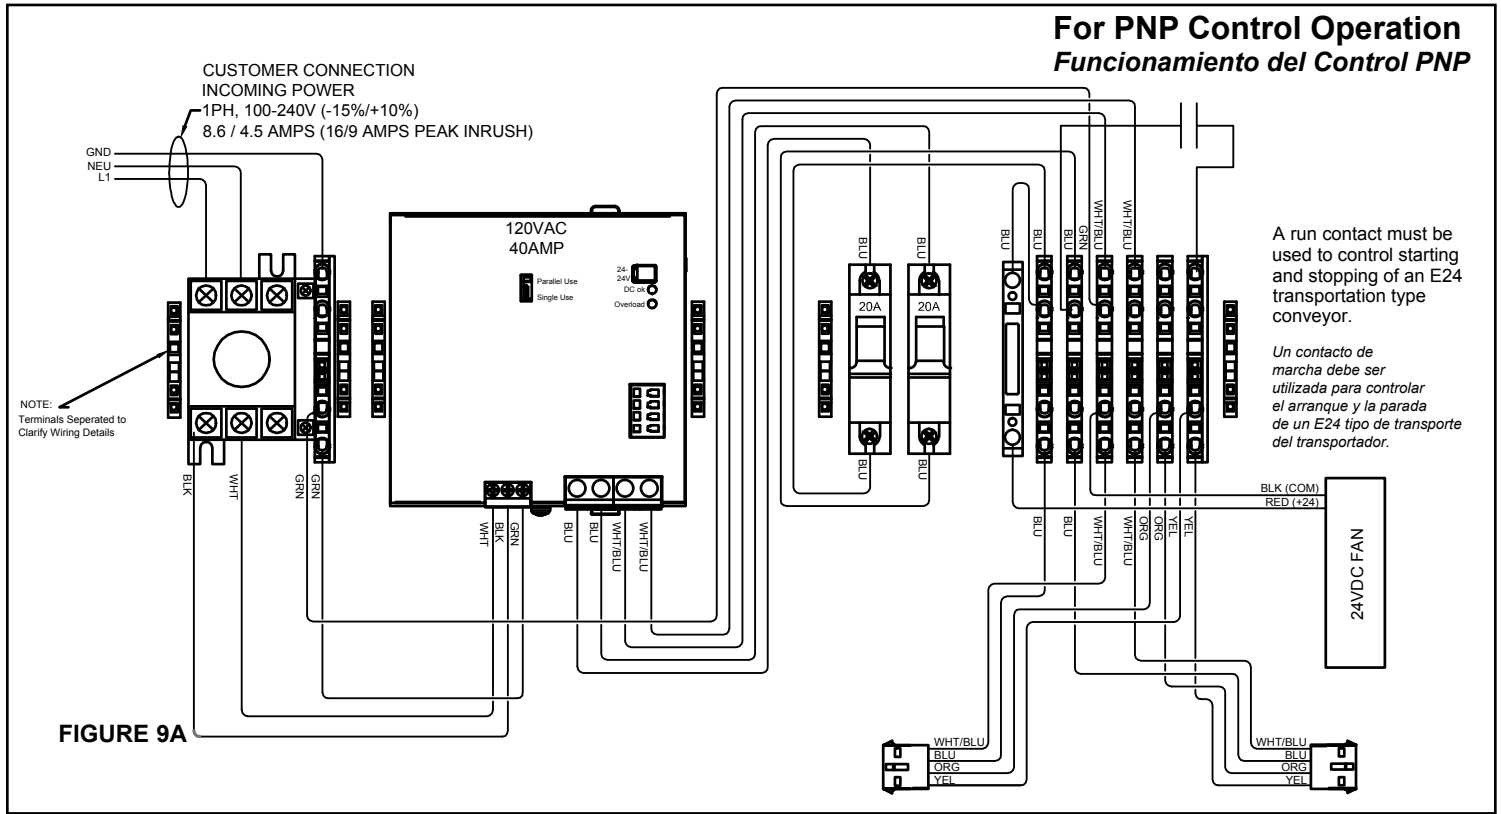 For PNP Control Operation
Funcionamiento del Control PNP
CUSTOMER CONNECTION
INCOMING POWER
1PH, 100-240V (-15%/+10%)
8.6 / 4.5 AMPS (16/9 AMPS PEAK INRUSH)
GND
NEU
L1
120VAC
40AMP
Parallel Use
Single Use
24-
24V
DC ok
Overload
NOTE:
Terminals Seperated to
Clarify Wiring Details
BLK
WHT
GRN
GRN
WHT
BLK
GRN
BLU
BLU
WHT/BLU
WHT/BLU
BLU
BLU
20A
20A
BLU
BLU
BLU
BLU
BLU
GRN
WHT/BLU
WHT/BLU
A run contact must be
used to control starting
and stopping of an E24
transportation type
conveyor.
Un contacto de
marcha debe ser
utilizada para controlar
el arranque y la parada
de un E24 tipo de transporte
del transportador.
BLK (COM)
RED (+24)
24VDC FAN
BLU
BLU
WHT/BLU
WHT/BLU
ORG
ORG
YEL
YEL
WHT/BLU
BLU
ORG
YEL
WHT/BLU
BLU
ORG
YEL
FIGURE 9A